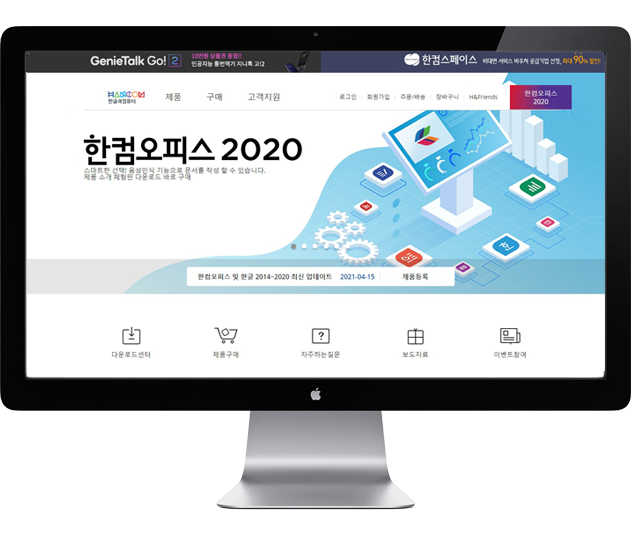 GenieTalk Go! 2
10만원 상품권 증정!!
인공지능 통번역기 지니톡 고!2
한컴스페이스 비대면 서비스 바우처 공급기업 선정, 최대 90% 할인!
HANCOM
한글과컴퓨터
제품 구매 고객지원
로그인 회원가입 주문/배송 장바구니 H&Friends
한컴오피스
2020
한컴오피스 2020
스마트한 선택! 음성인식 기능으로 문서를 작성 할 수 있습니다.
제품 소개 체험판 다운로드 바로 구매
한컴오피스 및 한글 2014~2020 최신 업데이트 2021-04-15 제품등록
다운로드센터 제품구매 자주하는질문 보도자료 이벤트참여